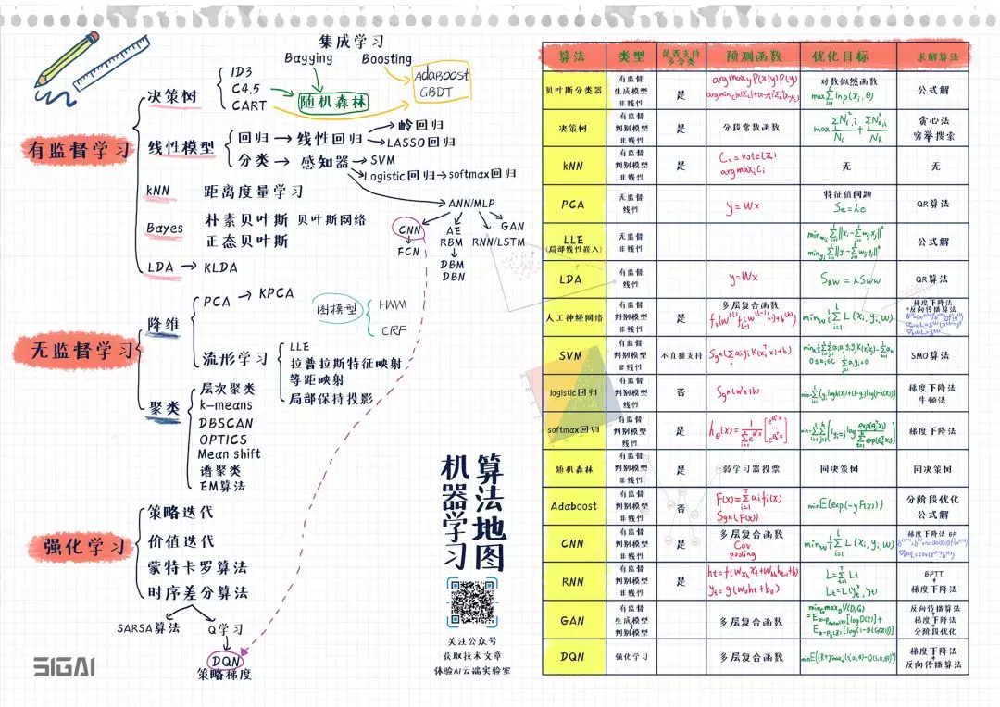 集成学习
Bagging
Boosting
Adaboost
GBDT
决策树
ID3
C4.5
CART
随机森林
有监督学习
线性模型
回归
线性回归
岭回归
LASSO回归
分类
感知器
SVM
Logistic回归
softmax回归
kNN
距离度量学习
ANN/MLP
Bayes
朴素贝叶斯
贝叶斯网络
正态贝叶斯
CNN
FCN
AE
RBM
DBM
DBN
RNN/LSTM
GAN
LDA
KLDA
无监督学习
降维
PCA
KPCA
图模型
HMM
CRF
流形学习
LLE
拉普拉斯特征映射
等距映射
局部保持投影
聚类
层次聚类
k-means
DBSCAN
OPTICS
Mean shift
谱聚类
EM算法
强化学习
策略迭代
价值迭代
蒙特卡罗算法
时序差分算法
SARSA算法
Q学习
DQN
策略梯度
SIGAI
机器学习
算法地图
关注公众号
获取技术文章
体验AI云端实验室
算法 类型 是否支持多分类 预测函数 优化目标 求解算法
贝叶斯分类器 有监督 生成模型 非线性 是 argmax_y P(x|y)P(y) 对数似然函数 公式解
决策树 有监督 判别模型 非线性 是 分段常数函数 贪心法 穷举搜索
kNN 有监督 判别模型 非线性 是 C_i=vote(x) argmax_i C_i 无 无
PCA 无监督 线性 y=Wx 特征值问题 Se=λe QR算法
LLE (局部线性嵌入) 无监督 非线性 公式解
LDA 有监督 线性 y=Wx S_B w=λS_W w QR算法
人工神经网络 有监督 判别模型 非线性 是 多层复合函数 梯度下降法 +反向传播算法
SVM 有监督 判别模型 非线性 不直接支持 SMO算法
logistic回归 有监督 判别模型 线性 否 Sgn(w^T x+b) 梯度下降法 牛顿法
softmax回归 有监督 判别模型 线性 是 梯度下降法
随机森林 有监督 判别模型 非线性 是 弱学习器投票 同决策树 同决策树
Adaboost 有监督 判别模型 非线性 否 Sgn(F(x)) minE(exp(-yF(x))) 分阶段优化 公式解
CNN 有监督 判别模型 非线性 是 多层复合函数 Cov pooling 梯度下降法 BP
RNN 有监督 判别模型 非线性 是 BPTT + 梯度下降法
GAN 有监督 生成模型 + 判别模型 多层复合函数 反向传播算法 梯度下降法 + 分阶段优化
DQN 强化学习 多层复合函数 梯度下降法 + 反向传播算法